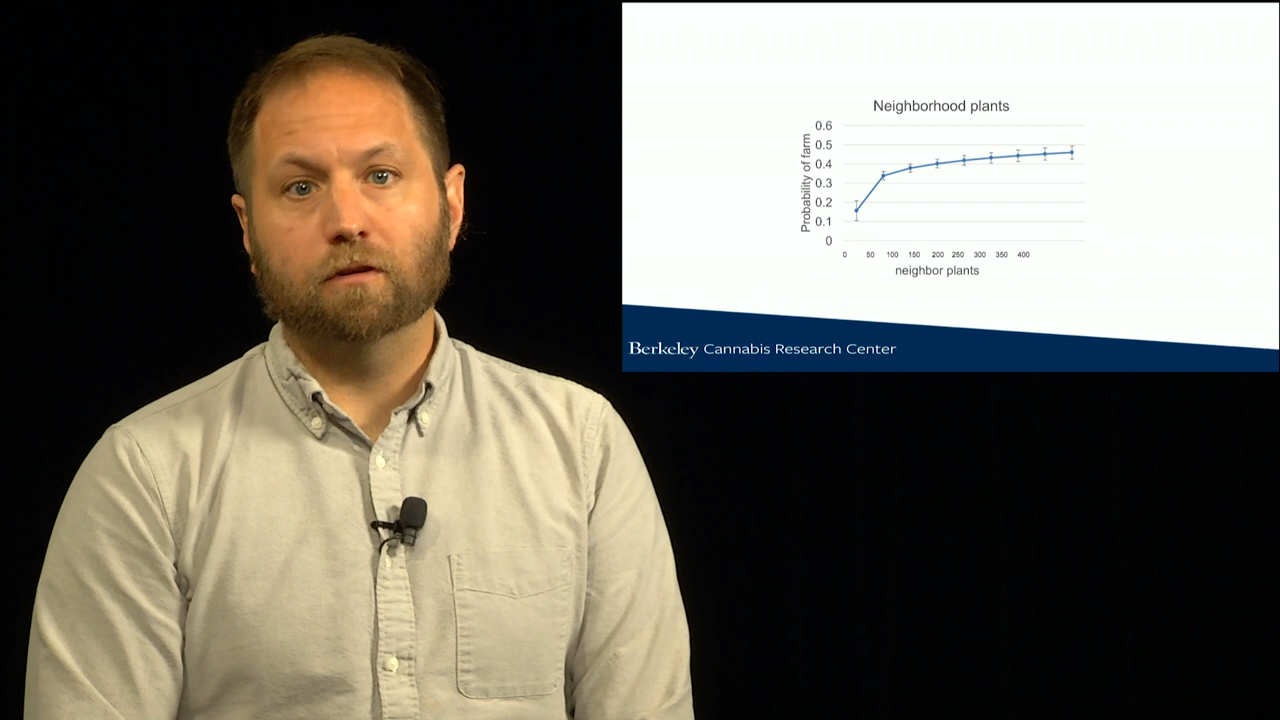 Neighborhood plants
Probability of farm
0.6
0.5
0.4
0.3
0.2
0.1
0
0 50 100 150 200 250 300 350 400
neighbor plants
Berkeley Cannabis Research Center